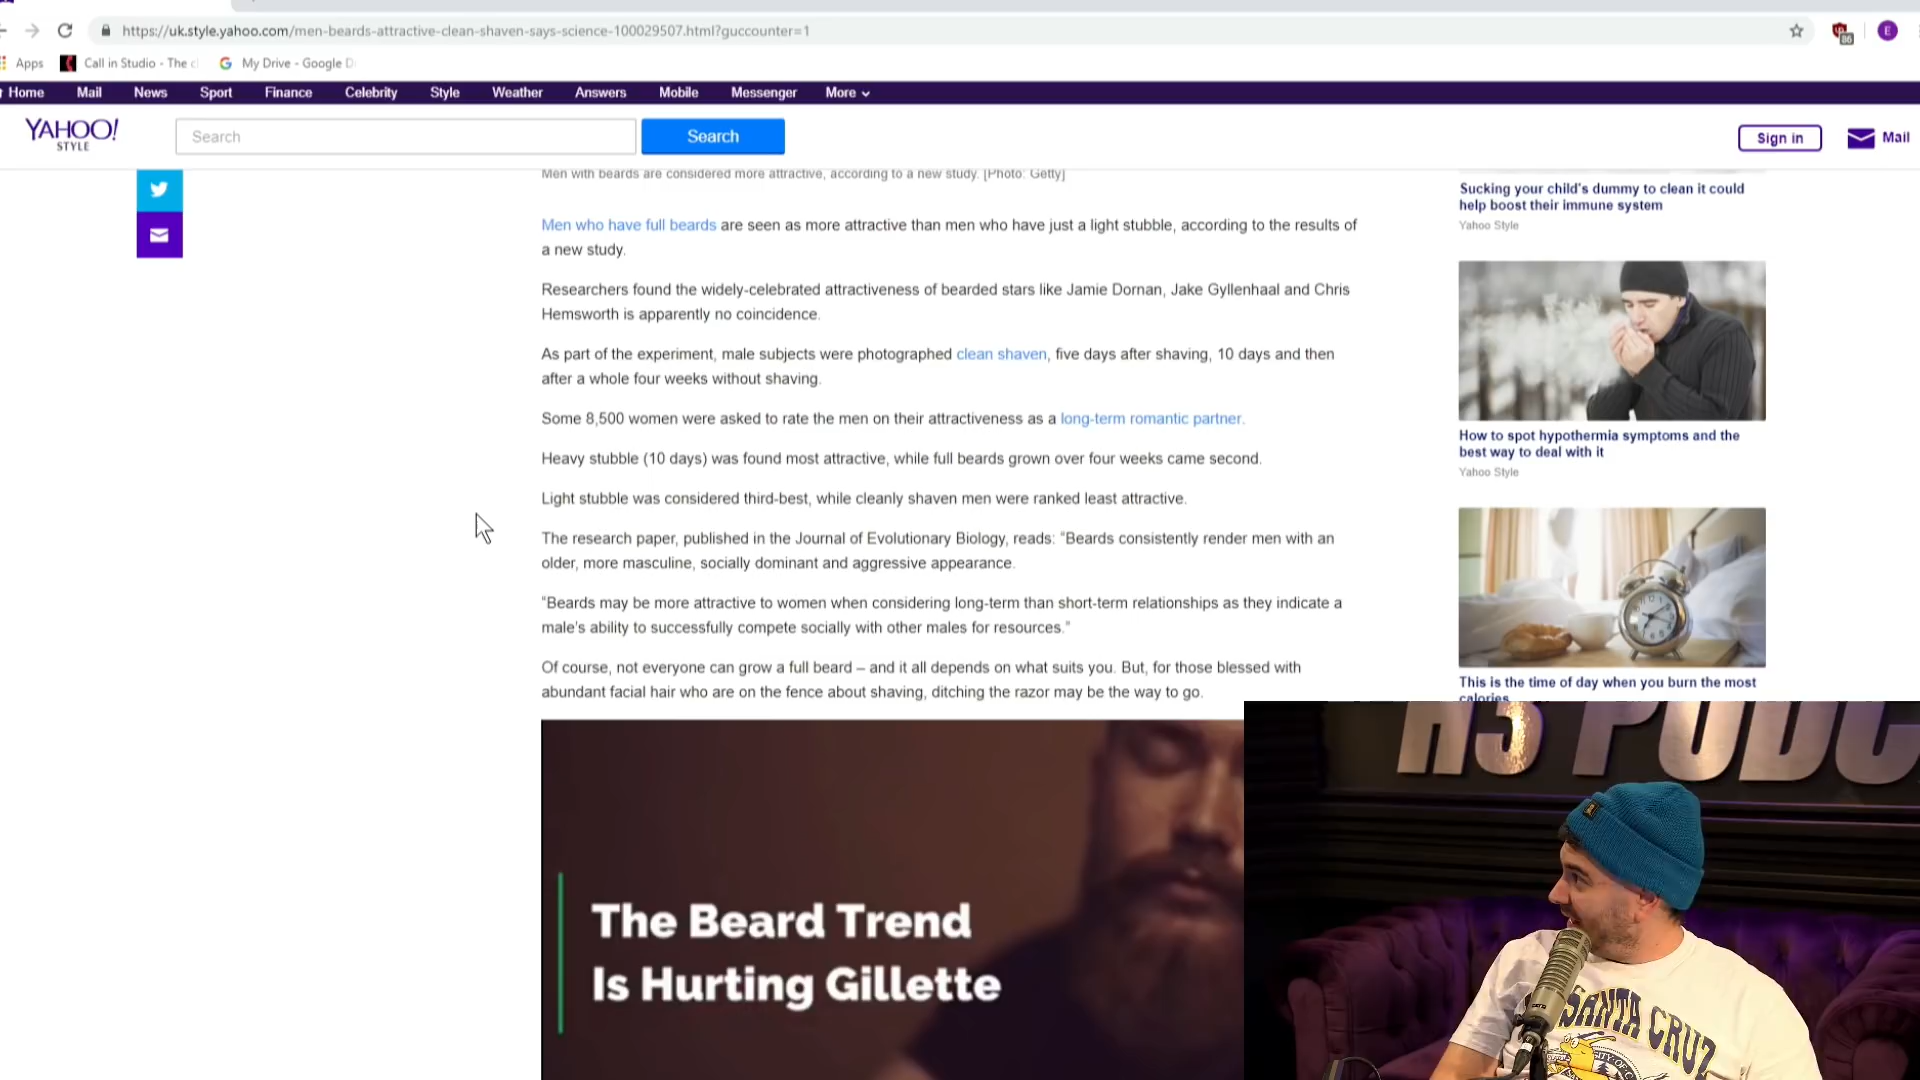 https://uk.style.yahoo.com/men-beards-attractive-clean-shaven-says-science-100029507.html?guccounter=1
86
E
Apps
Call in Studio - The
My Drive - Google
Home Mail News Sport Finance Celebrity Style Weather Answers Mobile Messenger More
YAHOO!
STYLE
Search
Search
Sign in
Mail
Men with beards are considered more attractive, according to a new study. [Photo: Getty]
Men who have full beards are seen as more attractive than men who have just a light stubble, according to the results of
a new study.
Researchers found the widely-celebrated attractiveness of bearded stars like Jamie Dornan, Jake Gyllenhaal and Chris
Hemsworth is apparently no coincidence.
As part of the experiment, male subjects were photographed clean shaven, five days after shaving, 10 days and then
after a whole four weeks without shaving.
Some 8,500 women were asked to rate the men on their attractiveness as a long-term romantic partner.
Heavy stubble (10 days) was found most attractive, while full beards grown over four weeks came second.
Light stubble was considered third-best, while cleanly shaven men were ranked least attractive.
The research paper, published in the Journal of Evolutionary Biology, reads: “Beards consistently render men with an
older, more masculine, socially dominant and aggressive appearance.
“Beards may be more attractive to women when considering long-term than short-term relationships as they indicate a
male’s ability to successfully compete socially with other males for resources.”
Of course, not everyone can grow a full beard – and it all depends on what suits you. But, for those blessed with
abundant facial hair who are on the fence about shaving, ditching the razor may be the way to go.
The Beard Trend
Is Hurting Gillette
Sucking your child's dummy to clean it could
help boost their immune system
Yahoo Style
How to spot hypothermia symptoms and the
best way to deal with it
Yahoo Style
This is the time of day when you burn the most
calories
H3 PODC
SANTA CRUZ